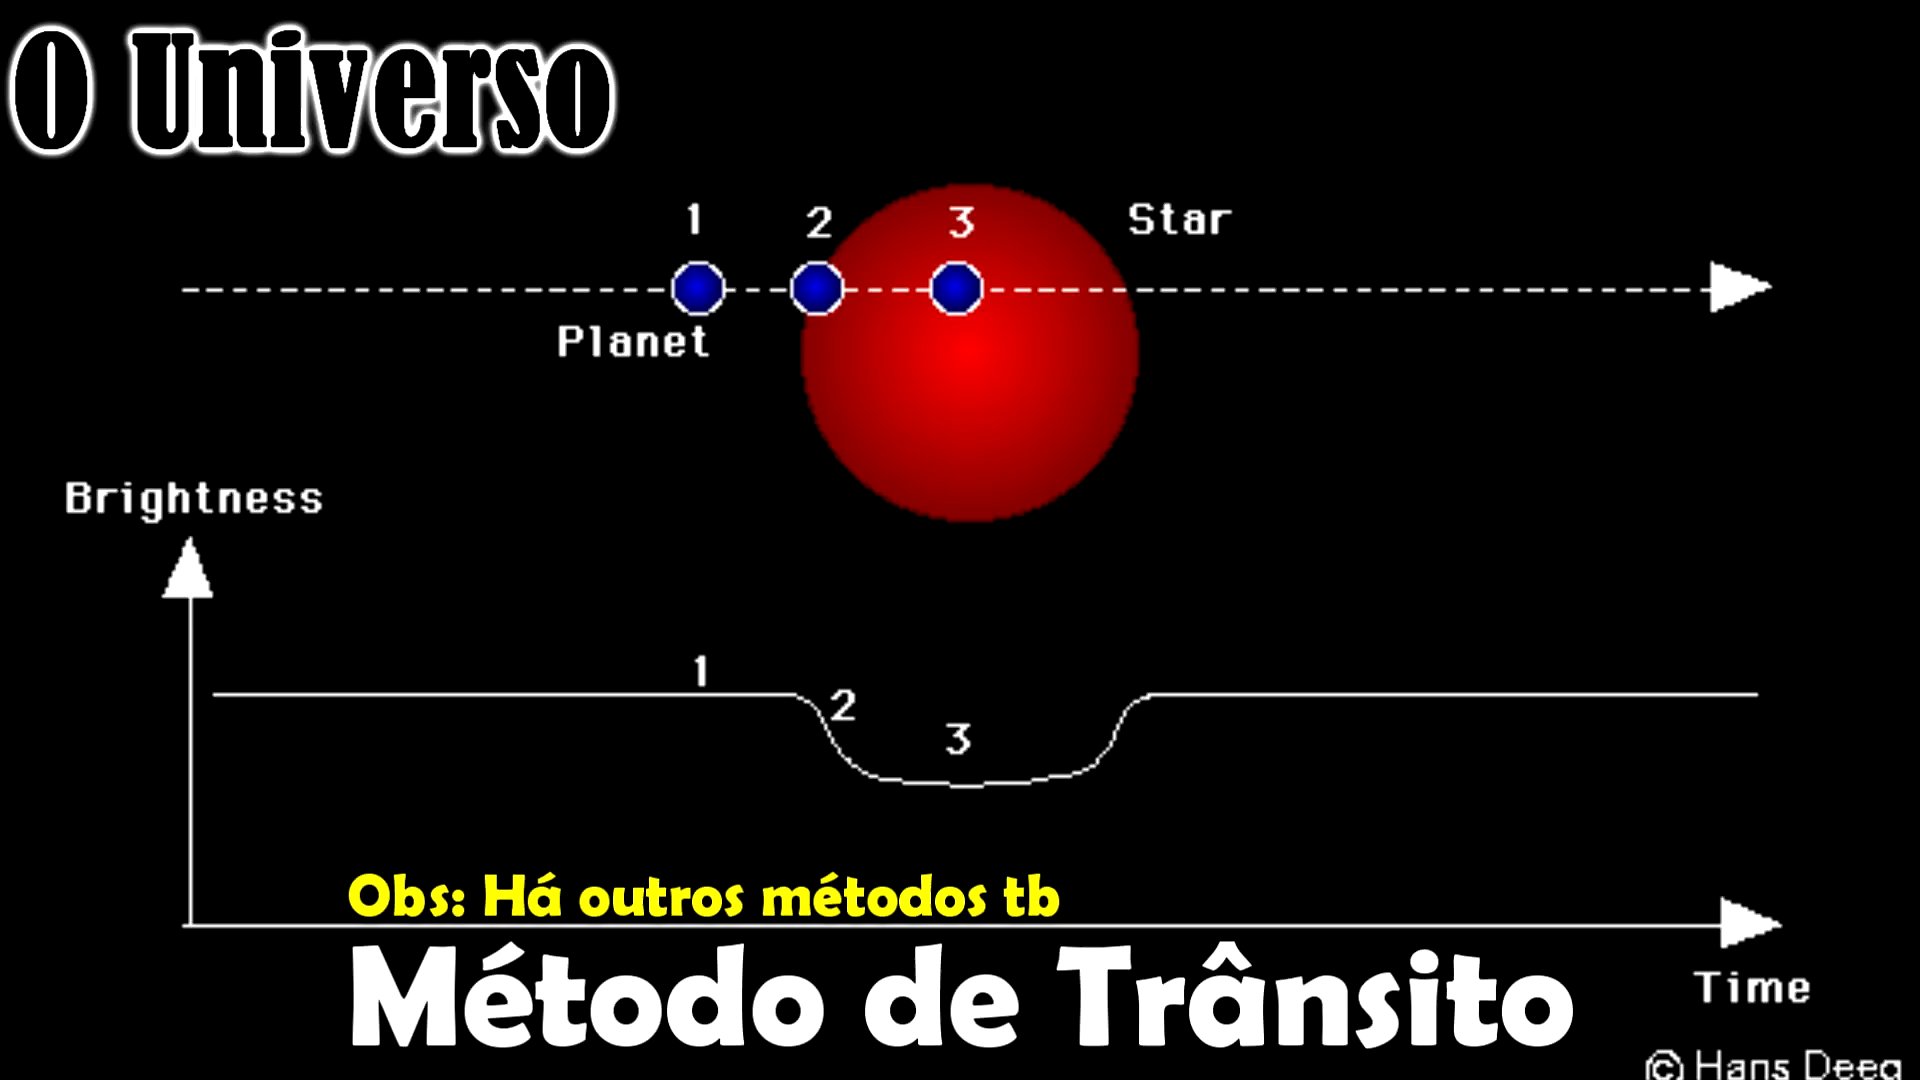 O Universo
1 2 3 Star
Planet
Brightness
1
2
3
Obs: Há outros métodos tb
Método de Trânsito
Time
© Hans Deeg